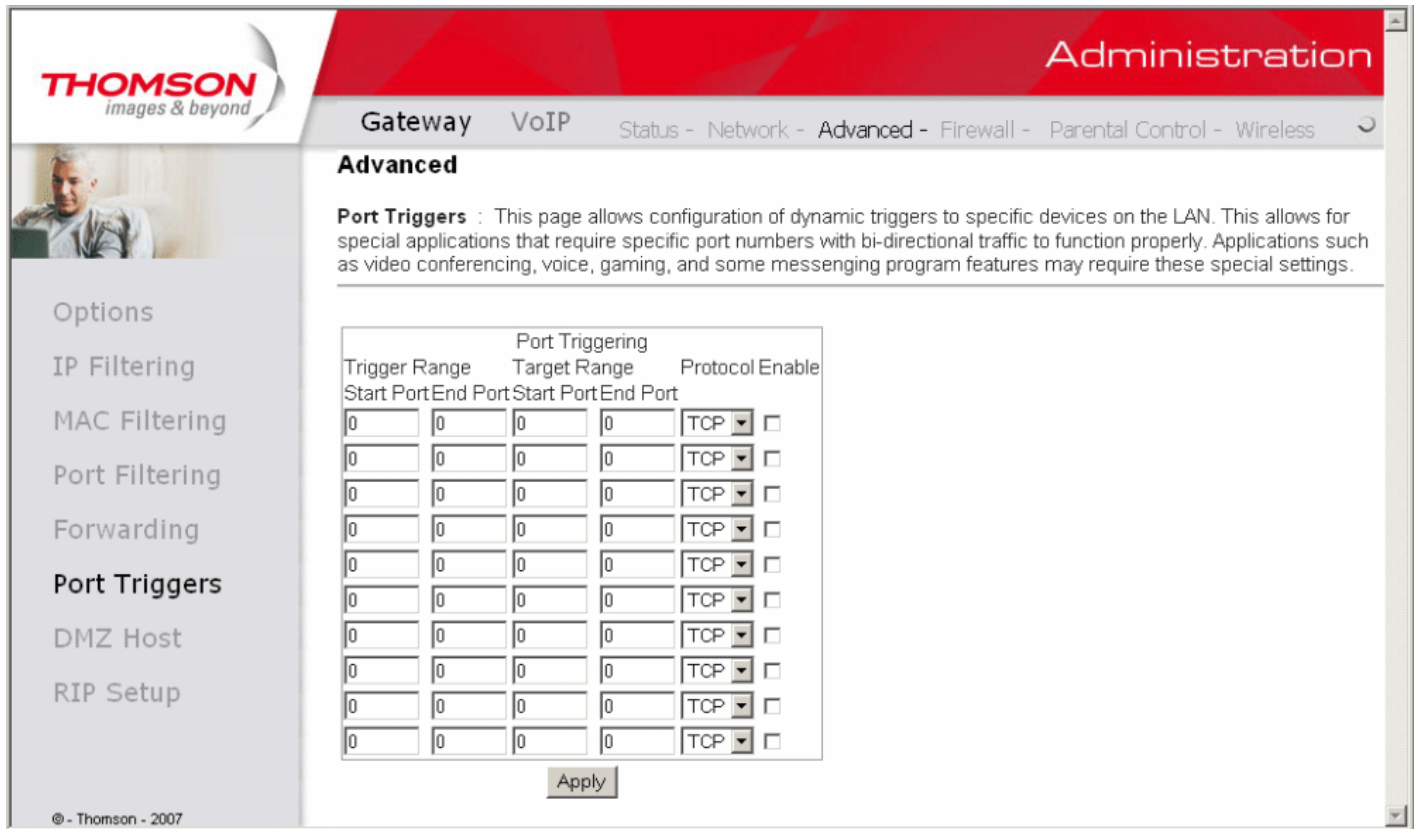 THOMSON
images & beyond
Administration
Gateway VoIP Status - Network - Advanced - Firewall - Parental Control - Wireless
Advanced
Port Triggers : This page allows configuration of dynamic triggers to specific devices on the LAN. This allows for
special applications that require specific port numbers with bi-directional traffic to function properly. Applications such
as video conferencing, voice, gaming, and some messenging program features may require these special settings.
Options
IP Filtering
MAC Filtering
Port Filtering
Forwarding
Port Triggers
DMZ Host
RIP Setup
Port Triggering
Trigger Range Target Range Protocol Enable
Start Port End Port Start Port End Port
0 0 0 0 TCP
0 0 0 0 TCP
0 0 0 0 TCP
0 0 0 0 TCP
0 0 0 0 TCP
0 0 0 0 TCP
0 0 0 0 TCP
0 0 0 0 TCP
0 0 0 0 TCP
0 0 0 0 TCP
Apply
© - Thomson - 2007